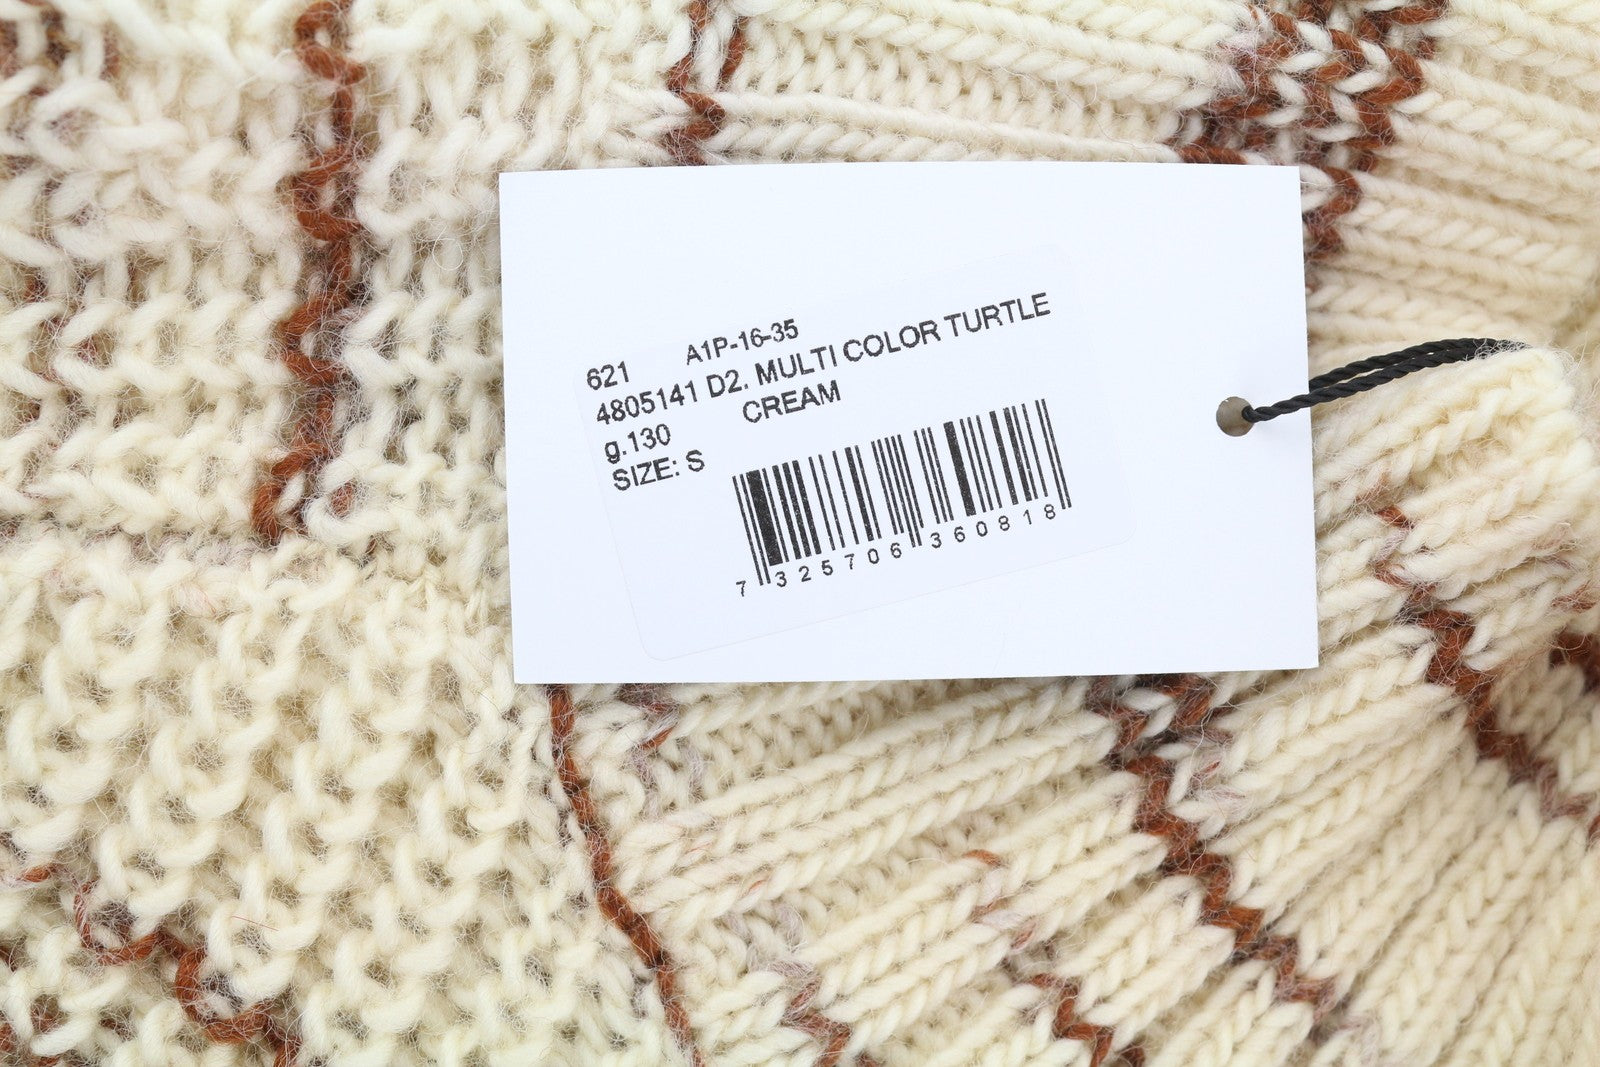 621 A1P-16-35
4805141 D2. MULTI COLOR TURTLE
g.130 CREAM
SIZE: S
7 325706 360818